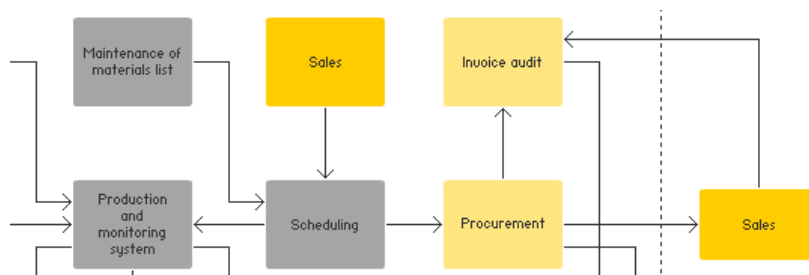 Maintenance of
materials list
Sales
Invoice audit
Production
and
monitoring
system
Scheduling
Procurement
Sales